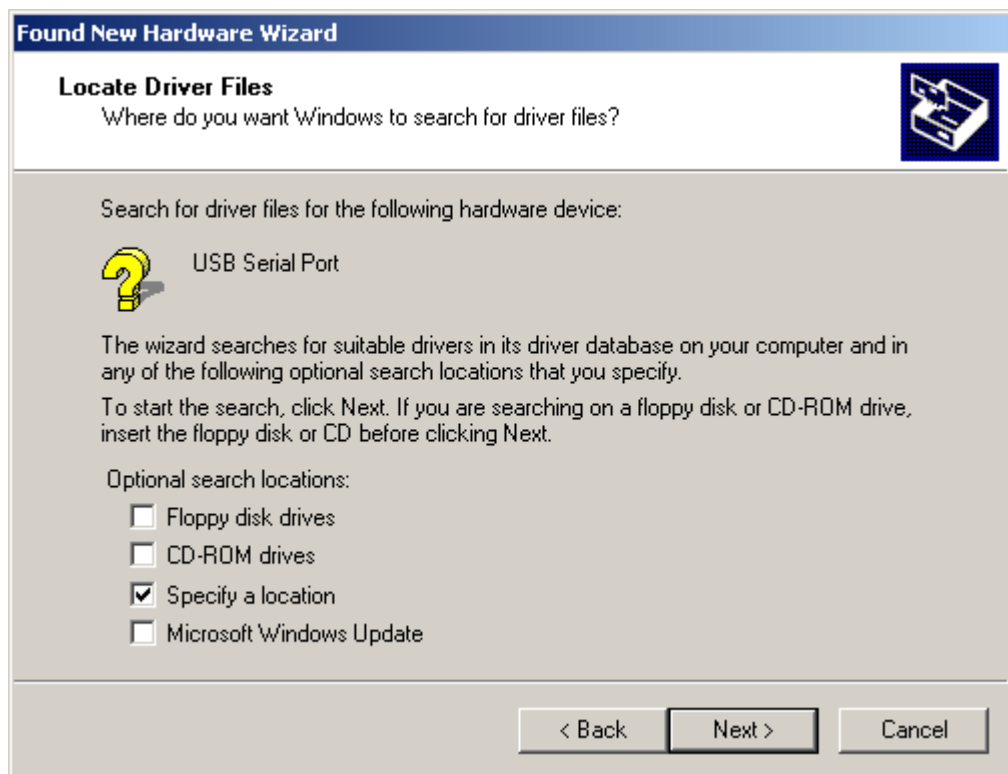 Found New Hardware Wizard
Locate Driver Files
Where do you want Windows to search for driver files?
Search for driver files for the following hardware device:
USB Serial Port
The wizard searches for suitable drivers in its driver database on your computer and in
any of the following optional search locations that you specify.
To start the search, click Next. If you are searching on a floppy disk or CD-ROM drive,
insert the floppy disk or CD before clicking Next.
Optional search locations:
Floppy disk drives
CD-ROM drives
Specify a location
Microsoft Windows Update
< Back
Next >
Cancel